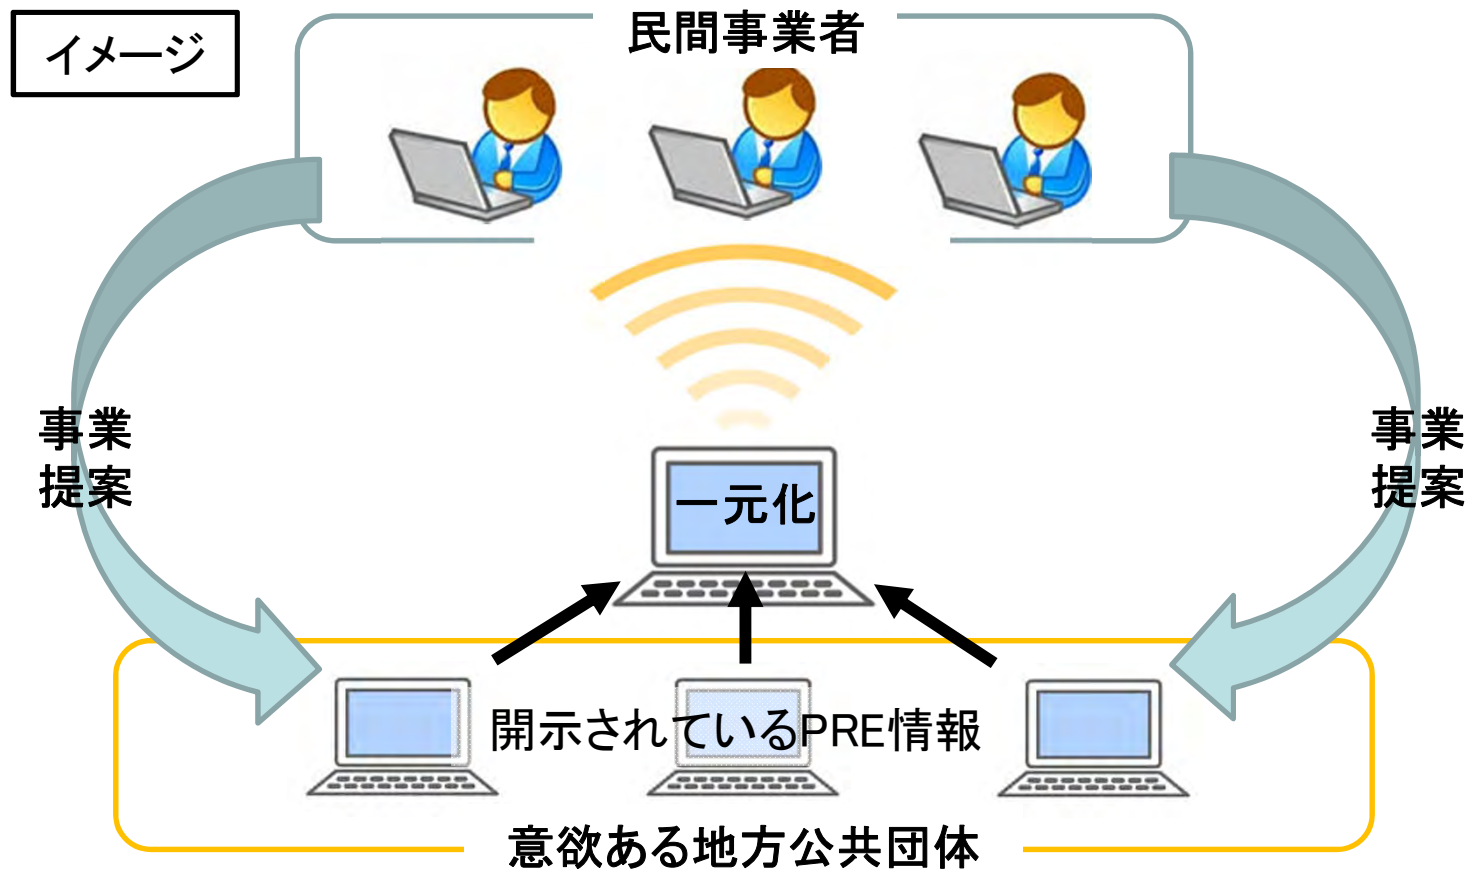 イメージ
民間事業者
事業
提案
事業
提案
一元化
開示されているPRE情報
意欲ある地方公共団体